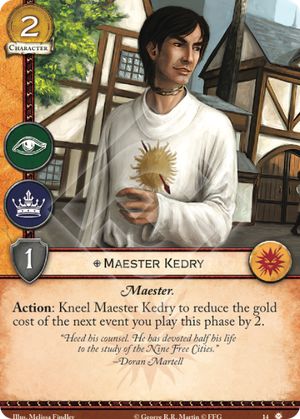 2
CHARACTER
1
MAESTER KEDRY
Maester.
Action: Kneel Maester Kedry to reduce the gold
cost of the next event you play this phase by 2.
"Heed his counsel. He has devoted half his life
to the study of the Nine Free Cities."
–Doran Martell
Illus. Melissa Findley © George R.R. Martin © FFG 14